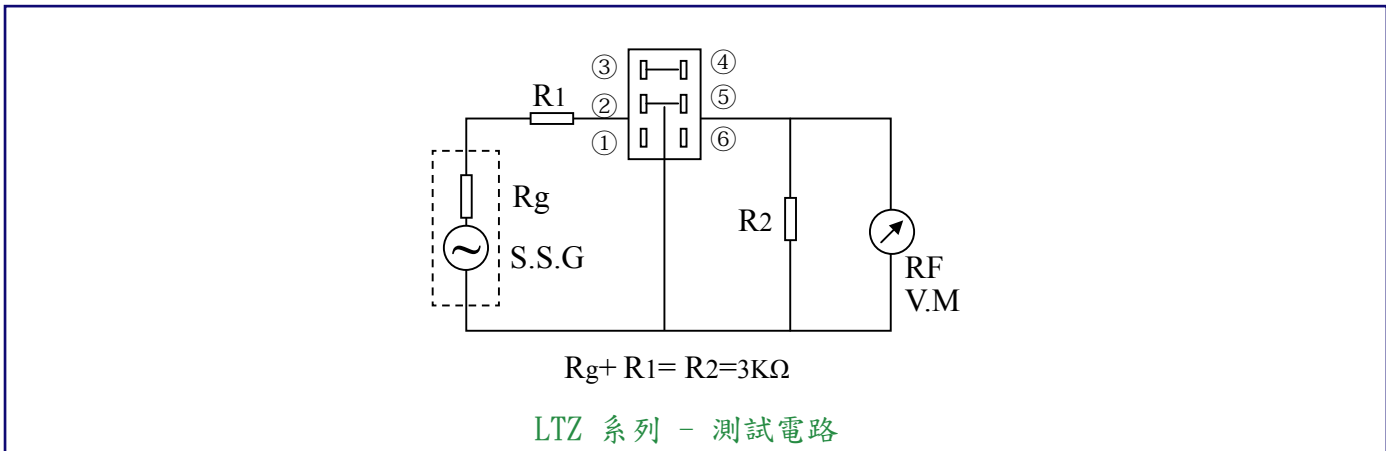 ③ ④
R1 ② ⑤
① ⑥
Rg
S.S.G
R2
RF
V.M
Rg+ R1= R2=3KΩ
LTZ 系列 - 測試電路